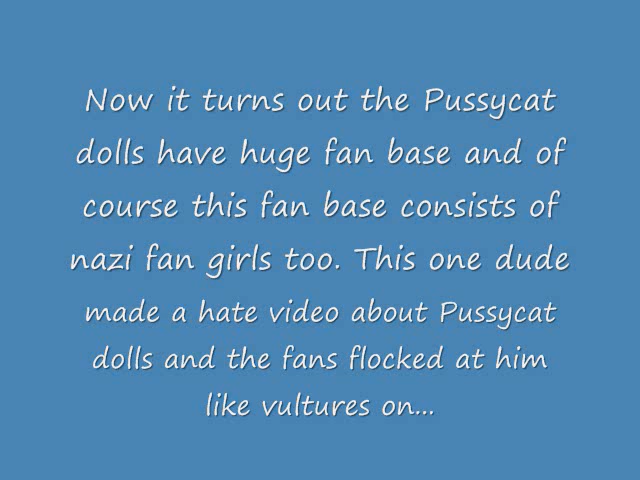 Now it turns out the Pussycat
dolls have huge fan base and of
course this fan base consists of
nazi fan girls too. This one dude
made a hate video about Pussycat
dolls and the fans flocked at him
like vultures on...